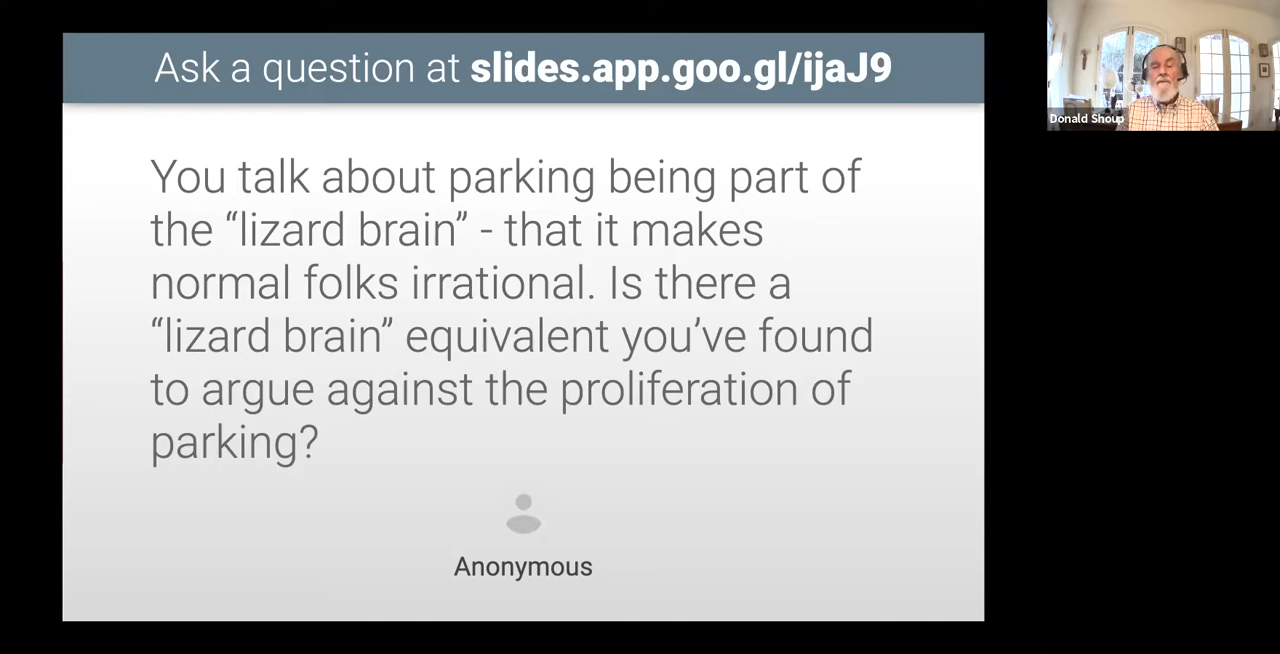 Ask a question at slides.app.goo.gl/ijaJ9
You talk about parking being part of
the “lizard brain” - that it makes
normal folks irrational. Is there a
“lizard brain” equivalent you’ve found
to argue against the proliferation of
parking?
Anonymous
Donald Shoup